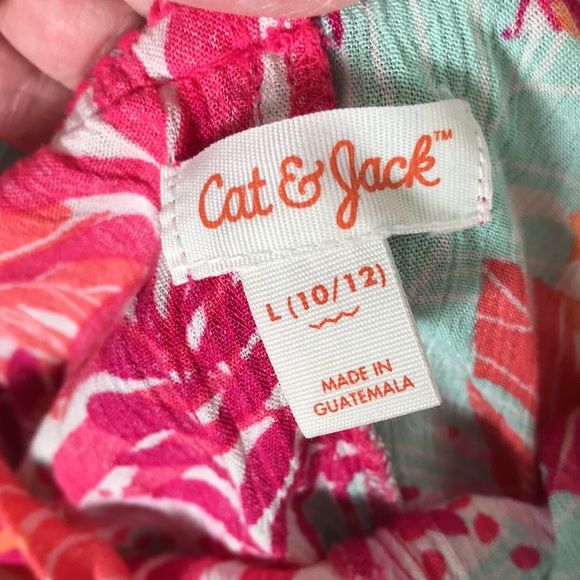 Cat & Jack™
L (10/12)
MADE IN
GUATEMALA